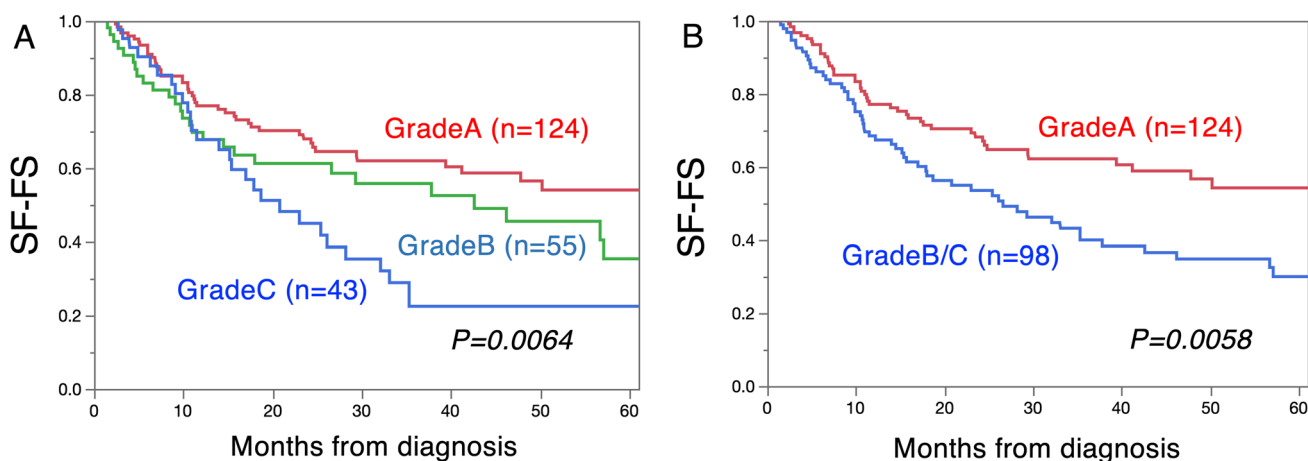 A
SF-FS
1.0
0.8
0.6
0.4
0.2
0.0
GradeA (n=124)
GradeB (n=55)
GradeC (n=43)
P=0.0064
0 10 20 30 40 50 60
Months from diagnosis
B
SF-FS
1.0
0.8
0.6
0.4
0.2
0.0
GradeA (n=124)
GradeB/C (n=98)
P=0.0058
0 10 20 30 40 50 60
Months from diagnosis